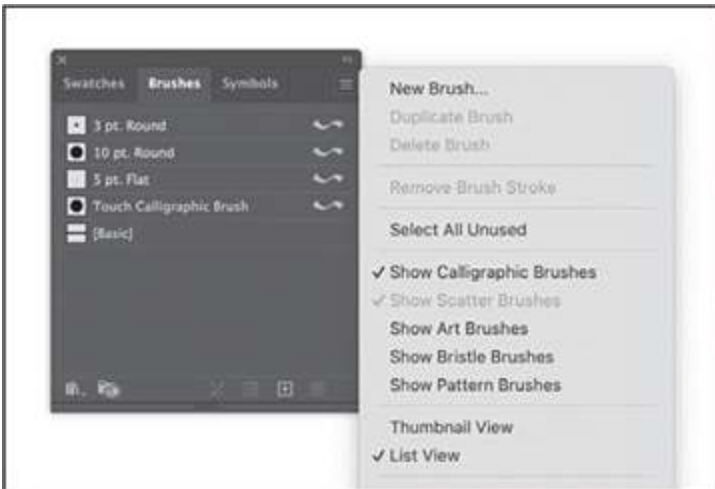 Swatches Brushes Symbols
3 pt. Round
10 pt. Round
5 pt. Flat
Touch Calligraphic Brush
[Basic]
New Brush...
Duplicate Brush
Delete Brush
Remove Brush Stroke
Select All Unused
Show Calligraphic Brushes
Show Scatter Brushes
Show Art Brushes
Show Bristle Brushes
Show Pattern Brushes
Thumbnail View
List View